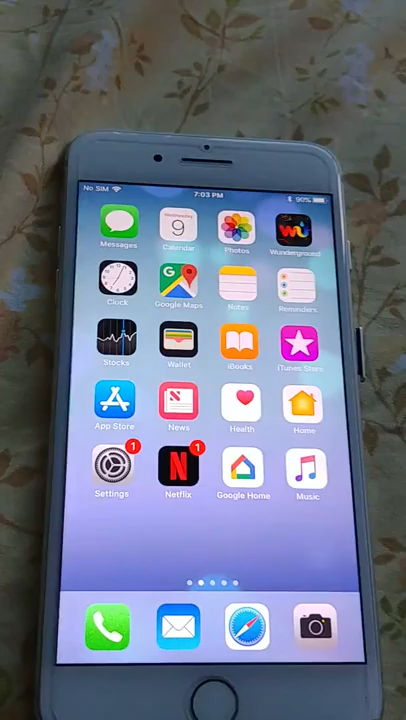 No SIM 7:03 PM 90%
Wednesday
9
Messages Calendar Photos Wunderground
Clock Google Maps Notes Reminders
Stocks Wallet iBooks iTunes Store
App Store News Health Home
1 1
Settings Netflix Google Home Music